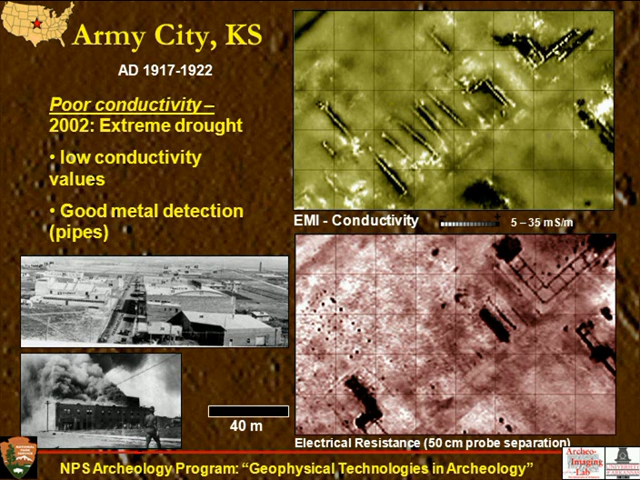 Army City, KS
AD 1917-1922
Poor conductivity –
2002: Extreme drought
• low conductivity
values
• Good metal detection
(pipes)
EMI - Conductivity
5 – 35 mS/m
40 m
Electrical Resistance (50 cm probe separation)
NPS Archeology Program: “Geophysical Technologies in Archeology”
Archeo-
Imaging
Lab